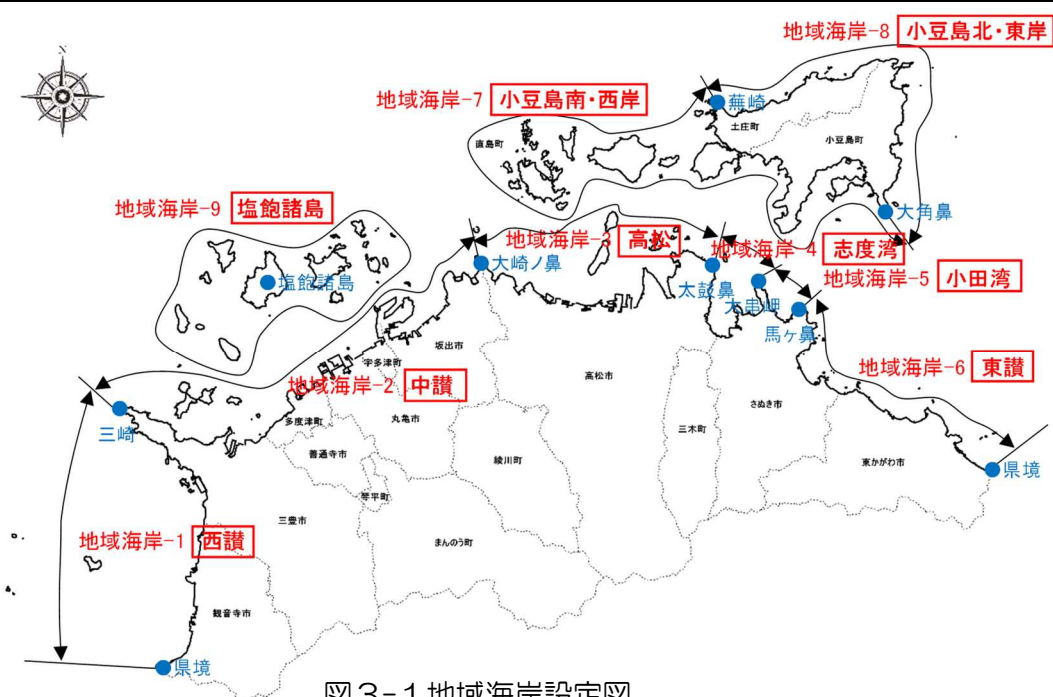 地域海岸-8 小豆島北・東岸
N
地域海岸-7 小豆島南・西岸
蕪崎
土庄町
直島町
小豆島町
地域海岸-9 塩飽諸島
大角鼻
地域海岸-3 高松
地域海岸-4 志度湾
大崎ノ鼻
太鼓鼻
地域海岸-5 小田湾
塩飽諸島
大串岬
馬ヶ鼻
坂出市
宇多津町
地域海岸-6 東讃
高松市
地域海岸-2 中讃
さぬき市
三崎
多度津町
丸亀市
三木町
善通寺市
綾川町
東かがわ市
県境
琴平町
三豊市
地域海岸-1 西讃
まんのう町
観音寺市
県境
図3-1 地域海岸設定図